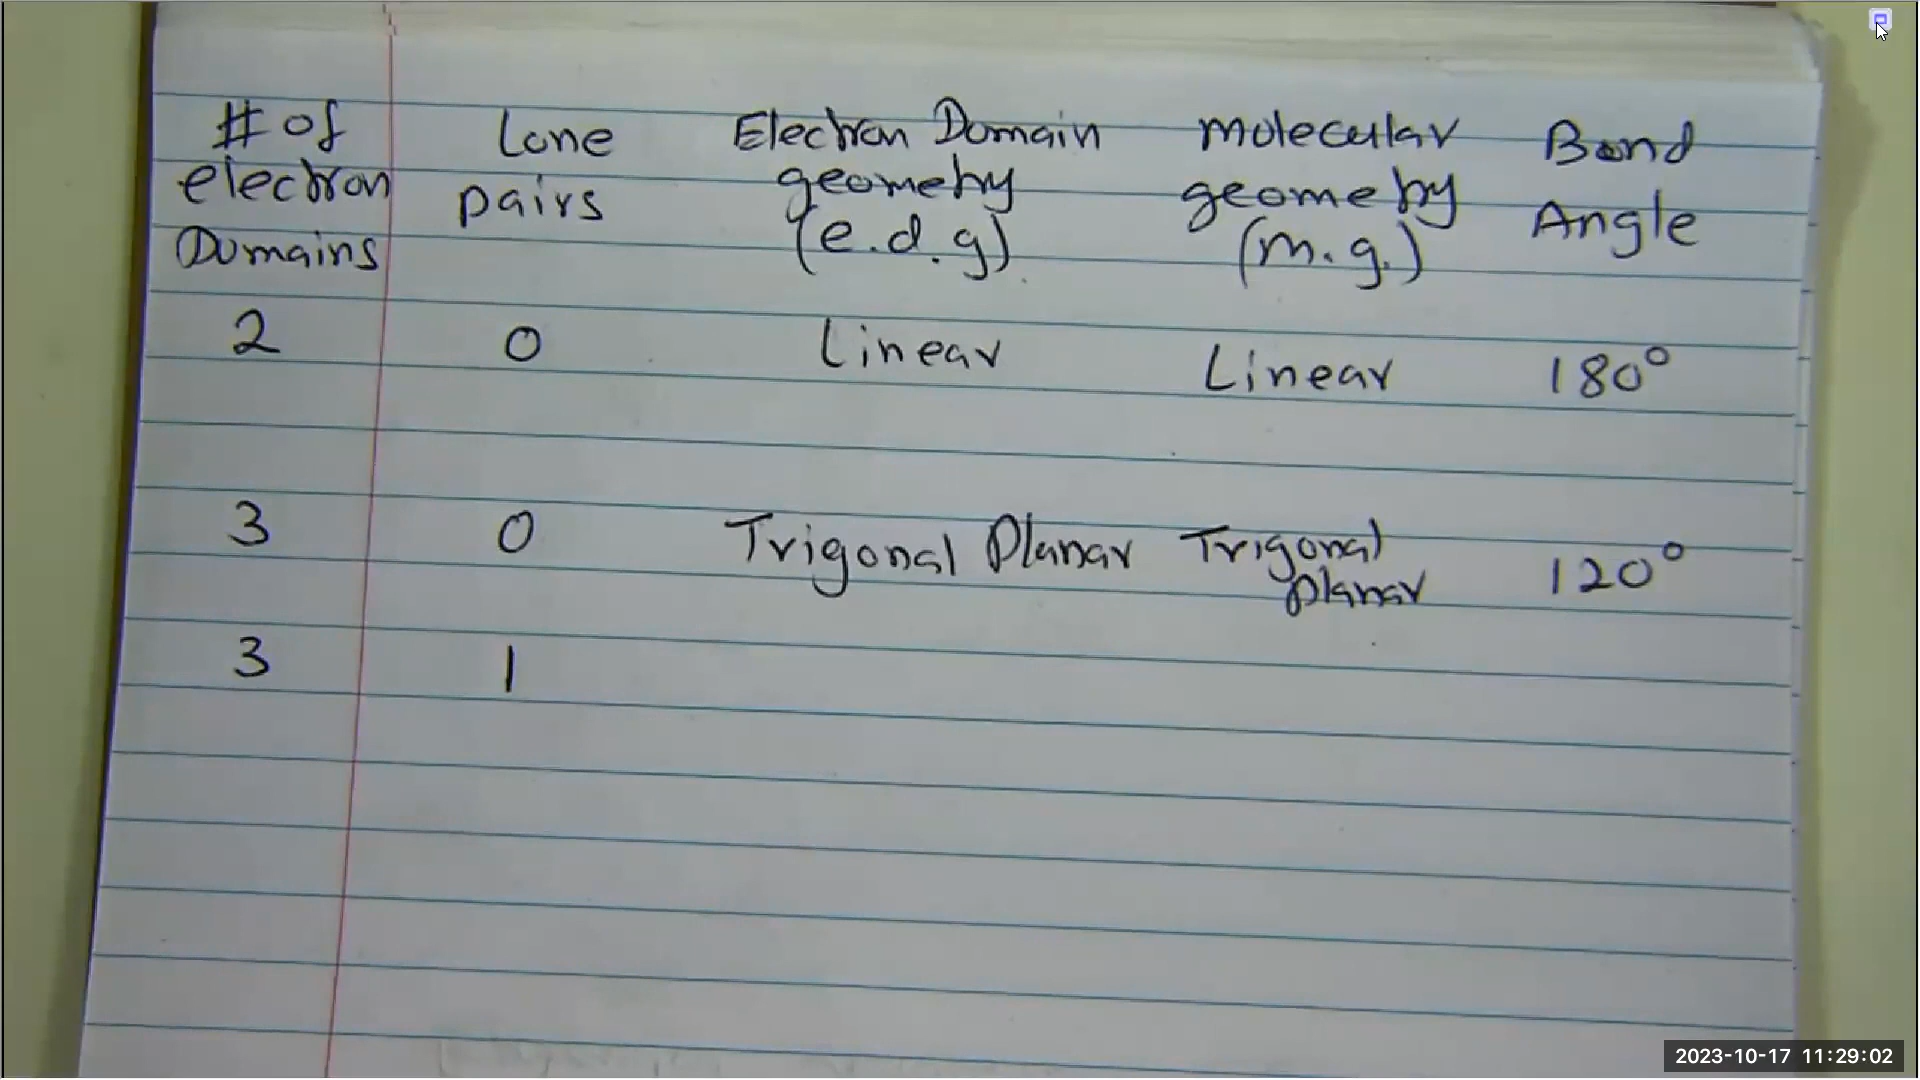 # of electron Domains
Lone pairs
Electron Domain geometry (e.d.g)
Molecular geometry (m.g.)
Bond Angle
2 0 Linear Linear 180°
3 0 Trigonal Planar Trigonal planar 120°
3 1
2023-10-17 11:29:02